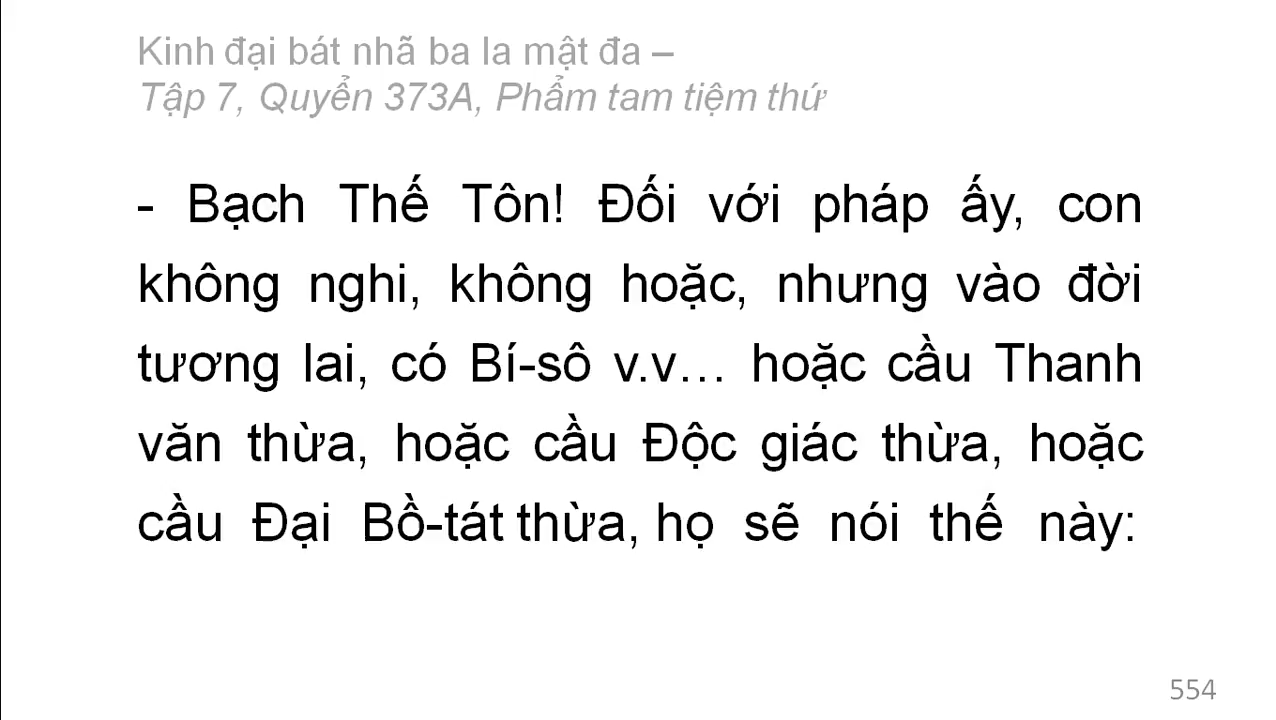 Kinh đại bát nhã ba la mật đa –
Tập 7, Quyển 373A, Phẩm tam tiệm thứ
- Bạch Thế Tôn! Đối với pháp ấy, con
không nghi, không hoặc, nhưng vào đời
tương lai, có Bí-sô v.v… hoặc cầu Thanh
văn thừa, hoặc cầu Độc giác thừa, hoặc
cầu Đại Bồ-tát thừa, họ sẽ nói thế này:
554